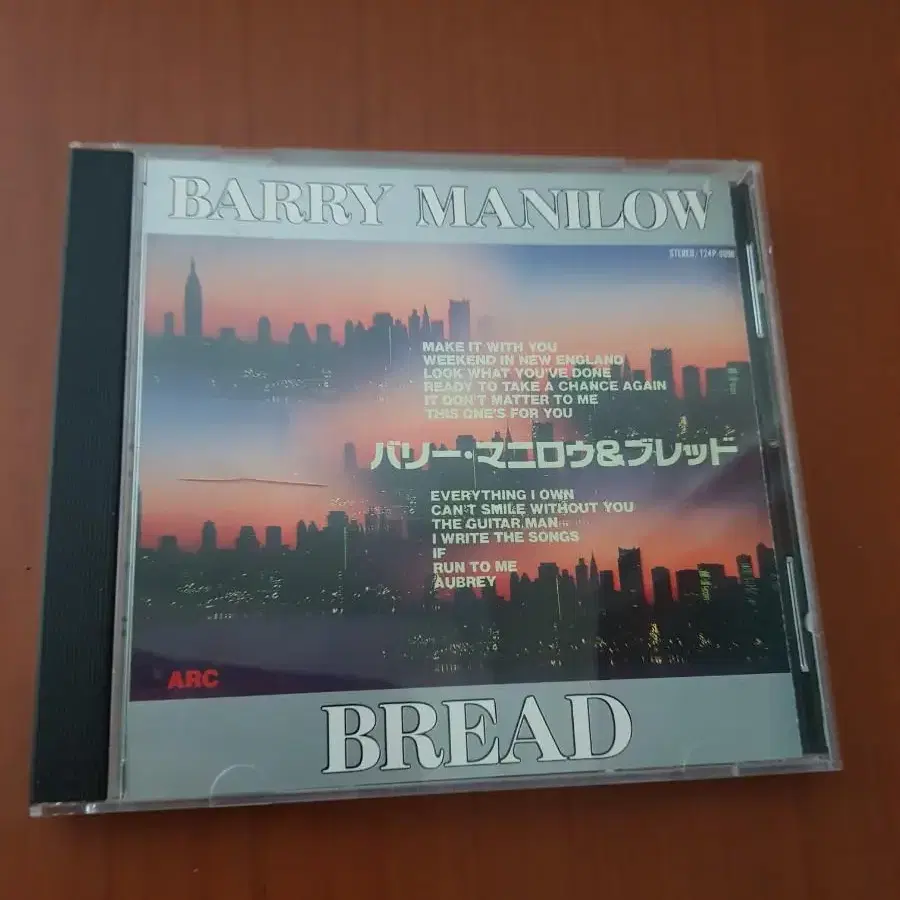 BARRY MANILOW
MAKE IT WITH YOU
WEEKEND IN NEW ENGLAND
LOOK WHAT YOU'VE DONE
READY TO TAKE A CHANCE AGAIN
IT DON'T MATTER TO ME
THIS ONE'S FOR YOU
バリー・マニロウ&ブレッド
EVERYTHING I OWN
CAN'T SMILE WITHOUT YOU
THE GUITAR MAN
I WRITE THE SONGS
IF
RUN TO ME
AUBREY
ARC
BREAD